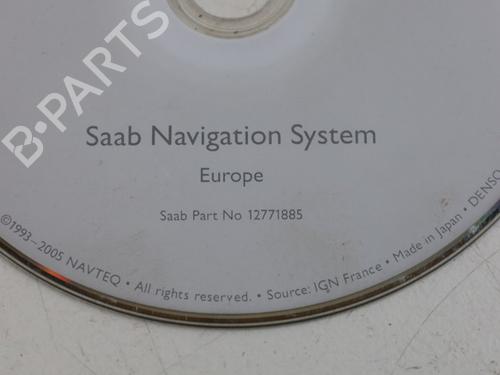 B-PARTS
Saab Navigation System
Europe
Saab Part No 12771885
©1993-2005 NAVTEQ • All rights reserved. • Source: IGN France • Made in Japan • DENSO